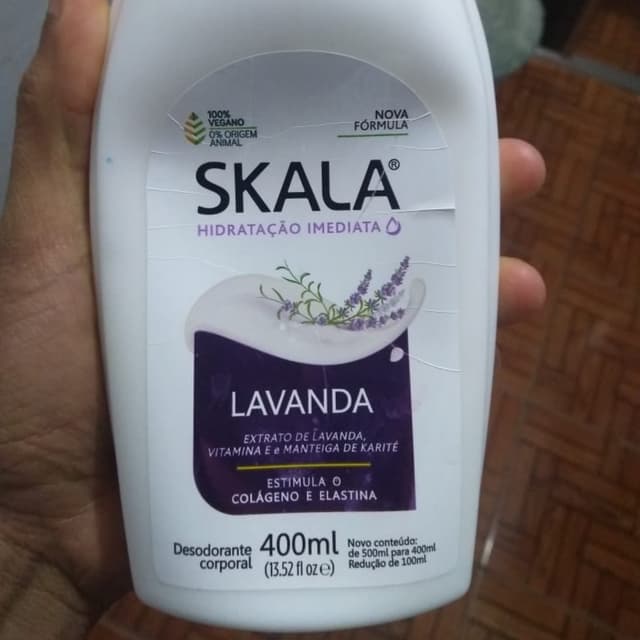 100%
VEGANO
0% ORIGEM
ANIMAL
NOVA
FÓRMULA
SKALA®
HIDRATAÇÃO IMEDIATA
LAVANDA
EXTRATO DE LAVANDA,
VITAMINA E e MANTEIGA DE KARITÉ
ESTIMULA O
COLÁGENO E ELASTINA
Desodorante
corporal
400ml
(13.52 fl oz e)
Novo conteúdo:
de 500ml para 400ml
Redução de 100ml